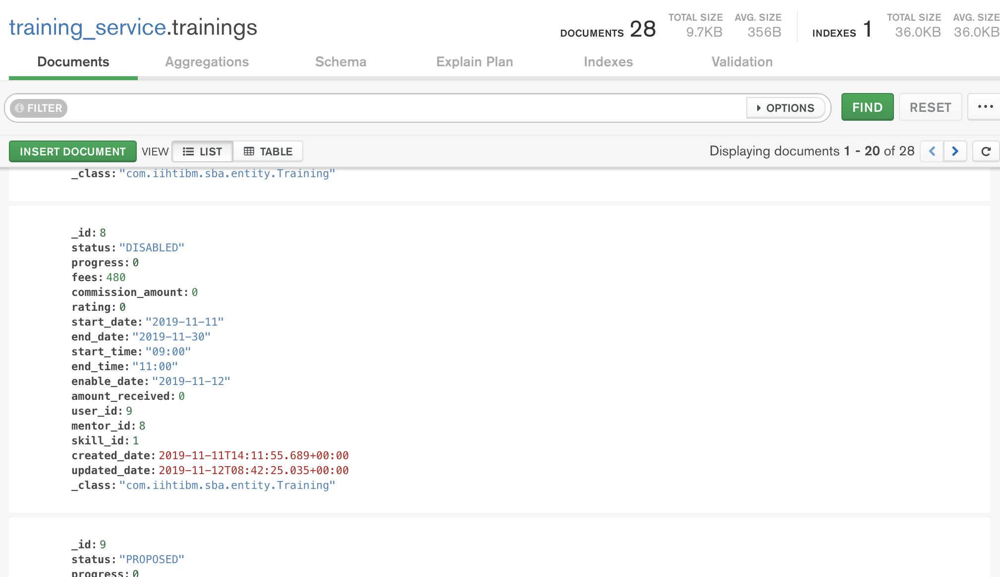 training_service.trainings
DOCUMENTS 28 TOTAL SIZE 9.7KB AVG. SIZE 356B INDEXES 1 TOTAL SIZE 36.0KB AVG. SIZE 36.0KB
Documents Aggregations Schema Explain Plan Indexes Validation
FILTER OPTIONS FIND RESET ...
INSERT DOCUMENT VIEW LIST TABLE Displaying documents 1 - 20 of 28
_class: "com.iihtibm.sba.entity.Training"
_id: 8
status: "DISABLED"
progress: 0
fees: 480
commission_amount: 0
rating: 0
start_date: "2019-11-11"
end_date: "2019-11-30"
start_time: "09:00"
end_time: "11:00"
enable_date: "2019-11-12"
amount_received: 0
user_id: 9
mentor_id: 8
skill_id: 1
created_date: 2019-11-11T14:11:55.689+00:00
updated_date: 2019-11-12T08:42:25.035+00:00
_class: "com.iihtibm.sba.entity.Training"
_id: 9
status: "PROPOSED"
progress: 0